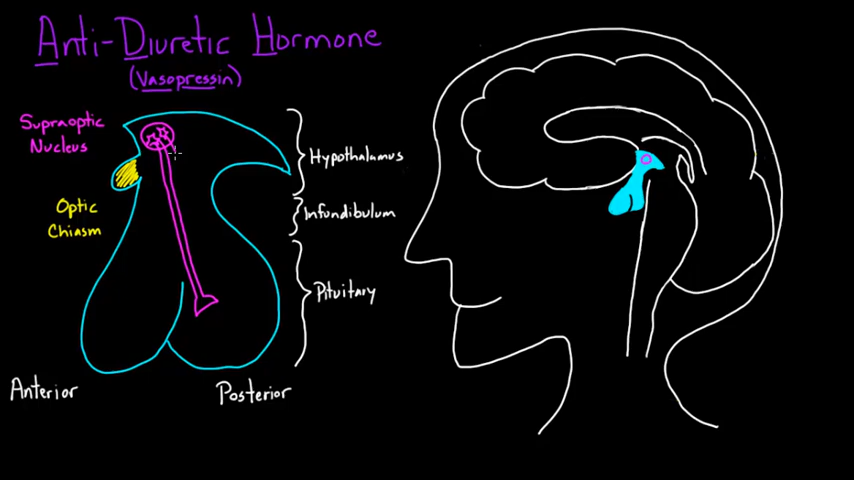 Anti-Diuretic Hormone
(Vasopressin)
Supraoptic
Nucleus
Hypothalamus
Optic
Chiasm
Infundibulum
Pituitary
Anterior
Posterior